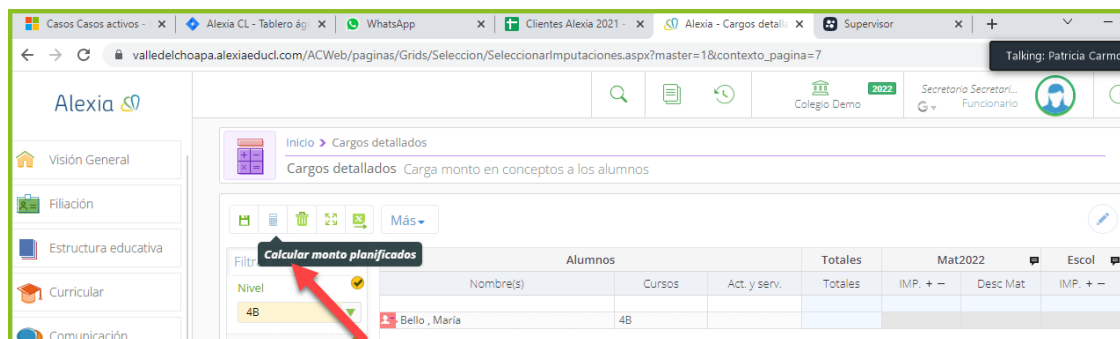 Casos Casos activos -
Alexia CL - Tablero ági
WhatsApp
Clientes Alexia 2021 -
Alexia - Cargos detalla
Supervisor
valledelchoapa.alexiaeducl.com/ACWeb/paginas/Grids/Seleccion/SeleccionarImputaciones.aspx?master=1&contexto_pagina=7
Talking: Patricia Carmo
Alexia
Colegio Demo
2022
Secretaria Secretari...
G
Funcionario
Visión General
Filiación
Estructura educativa
Curricular
Comunicación
Inicio > Cargos detallados
Cargos detallados Carga monto en conceptos a los alumnos
Más
Calcular monto planificados
Filtr
Nivel
4B
Alumnos
Totales
Mat2022
Escol
Nombre(s)
Cursos
Act. y serv.
Totales
IMP. + −
Desc Mat
IMP. + −
Bello , María
4B